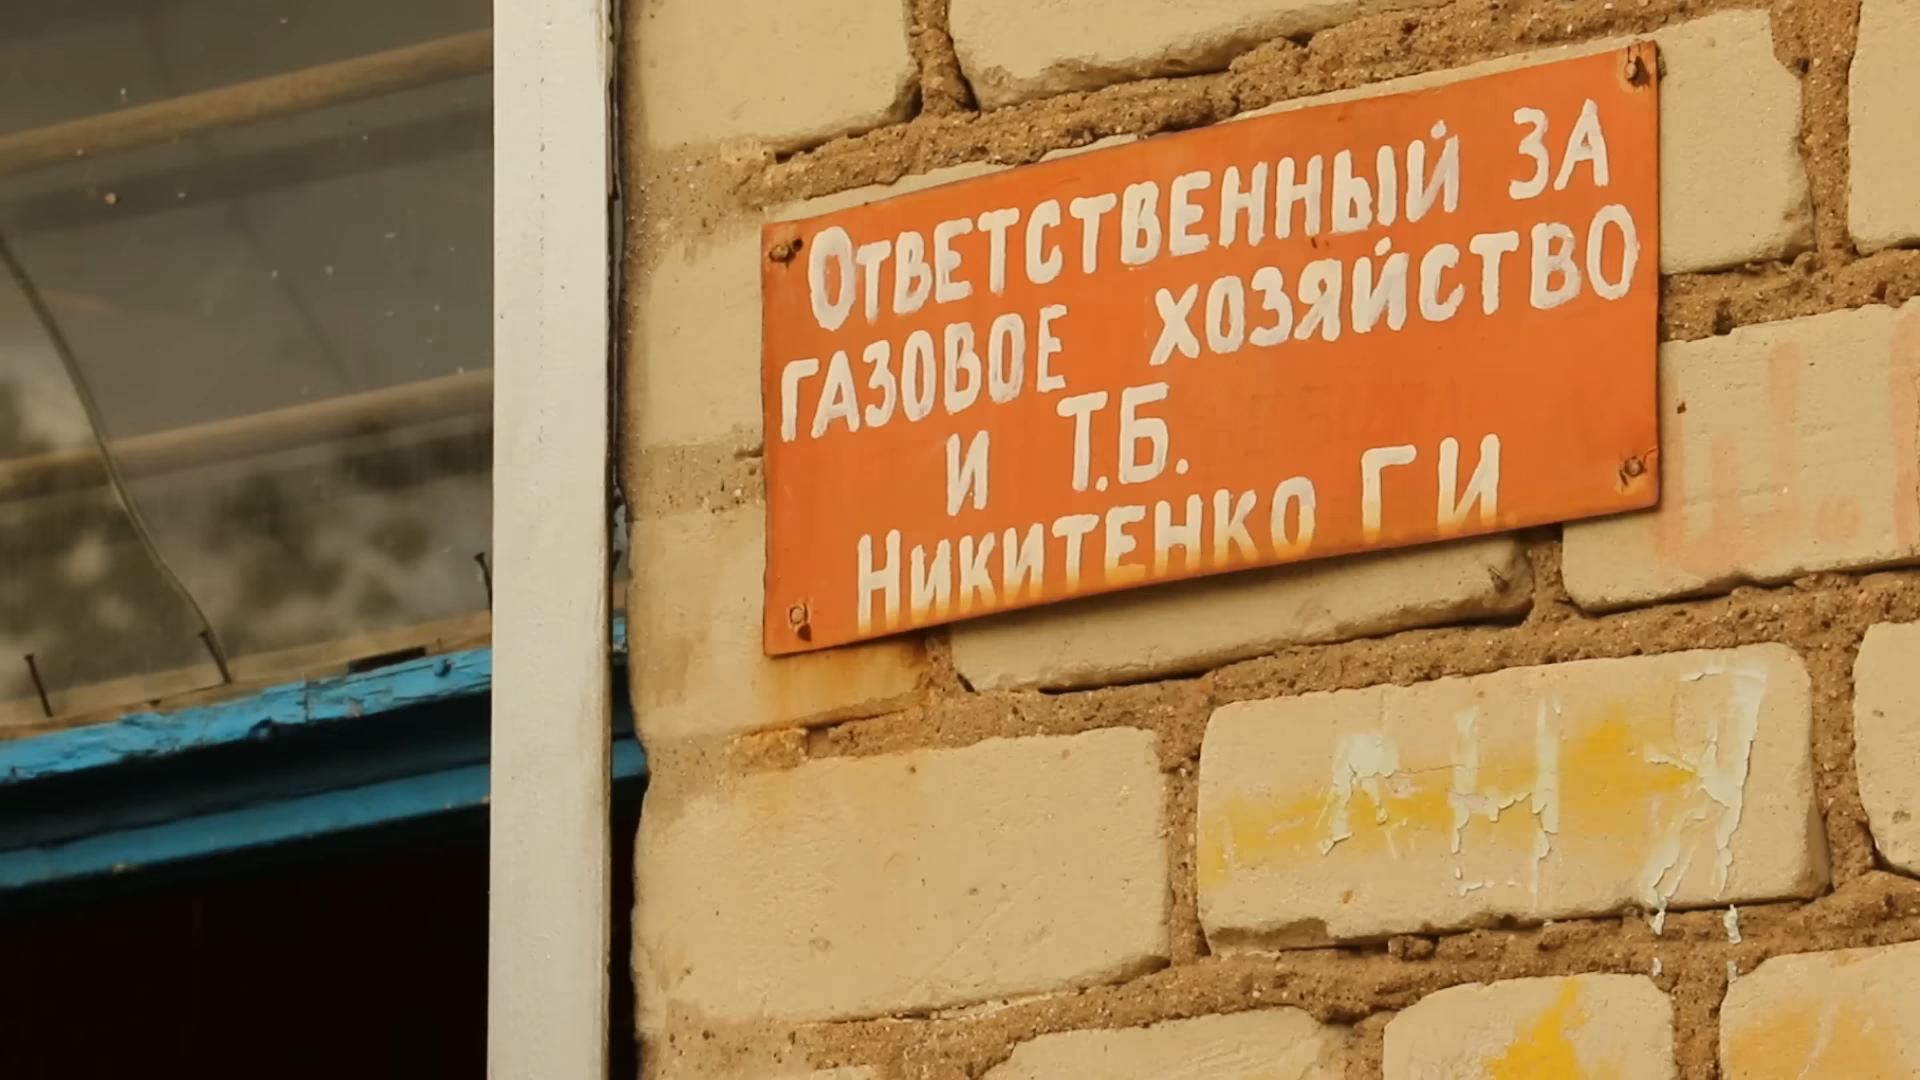 Ответственный за
газовое хозяйство
и Т.Б.
Никитенко Г.И.